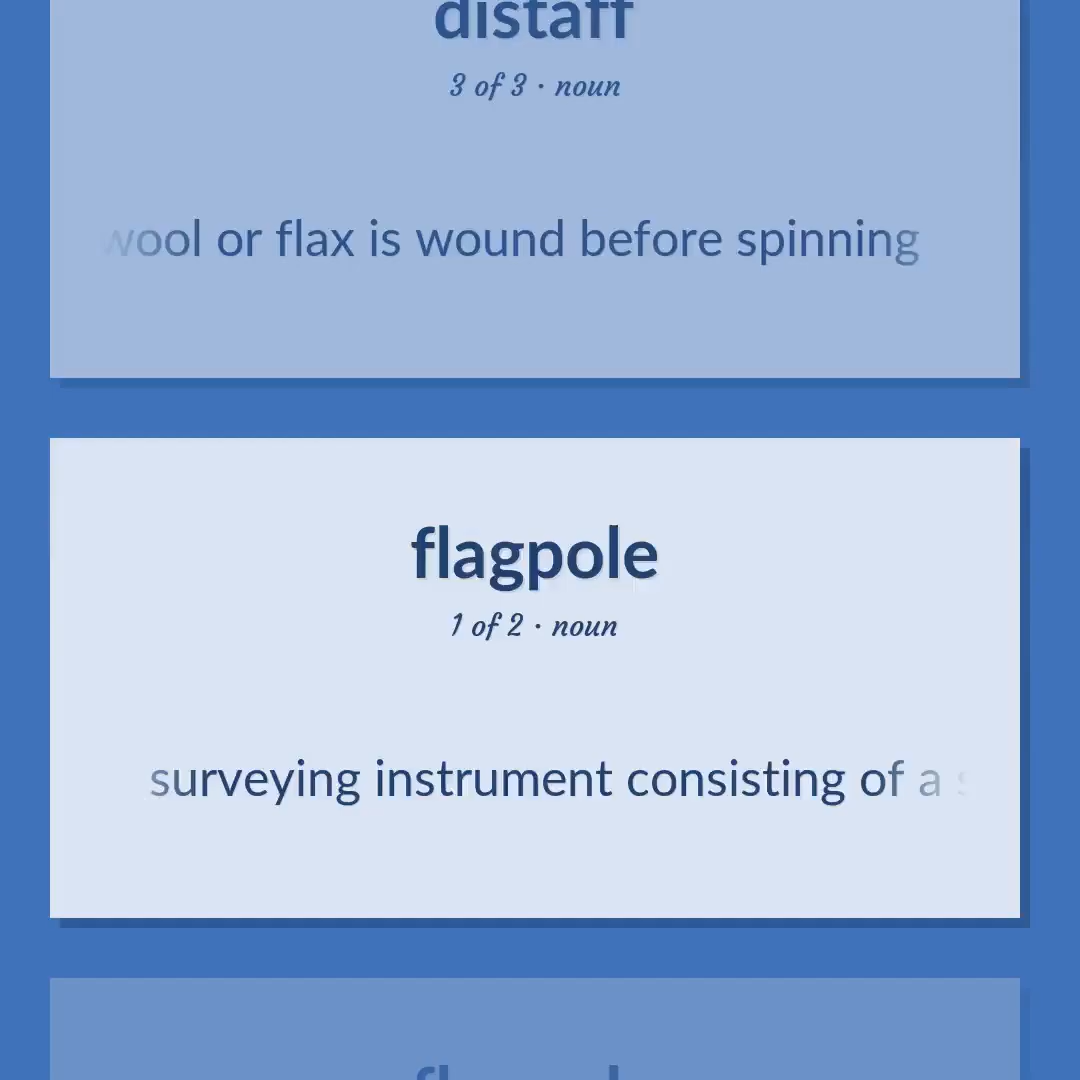 distaff
3 of 3 · noun
wool or flax is wound before spinning
flagpole
1 of 2 · noun
surveying instrument consisting of a